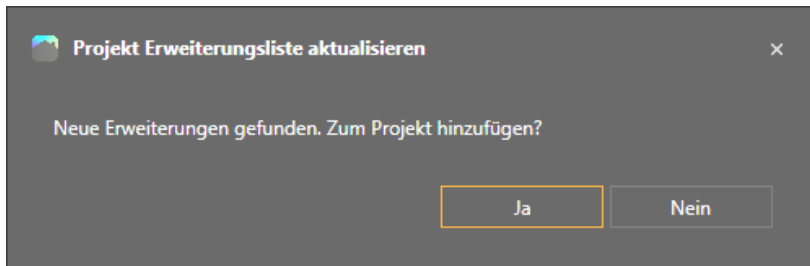 Projekt Erweiterungsliste aktualisieren
Neue Erweiterungen gefunden. Zum Projekt hinzufügen?
Ja
Nein